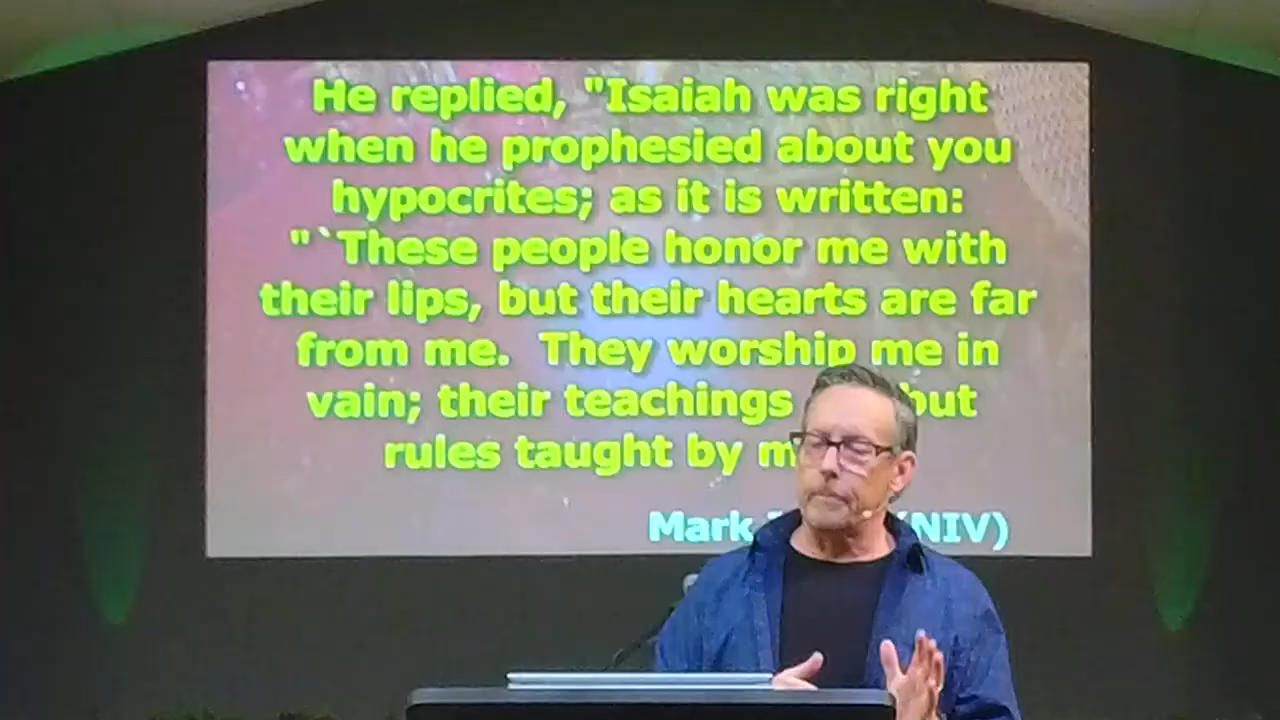 He replied, "Isaiah was right
when he prophesied about you
hypocrites; as it is written:
"`These people honor me with
their lips, but their hearts are far
from me. They worship me in
vain; their teachings but
rules taught by
Mark (NIV)